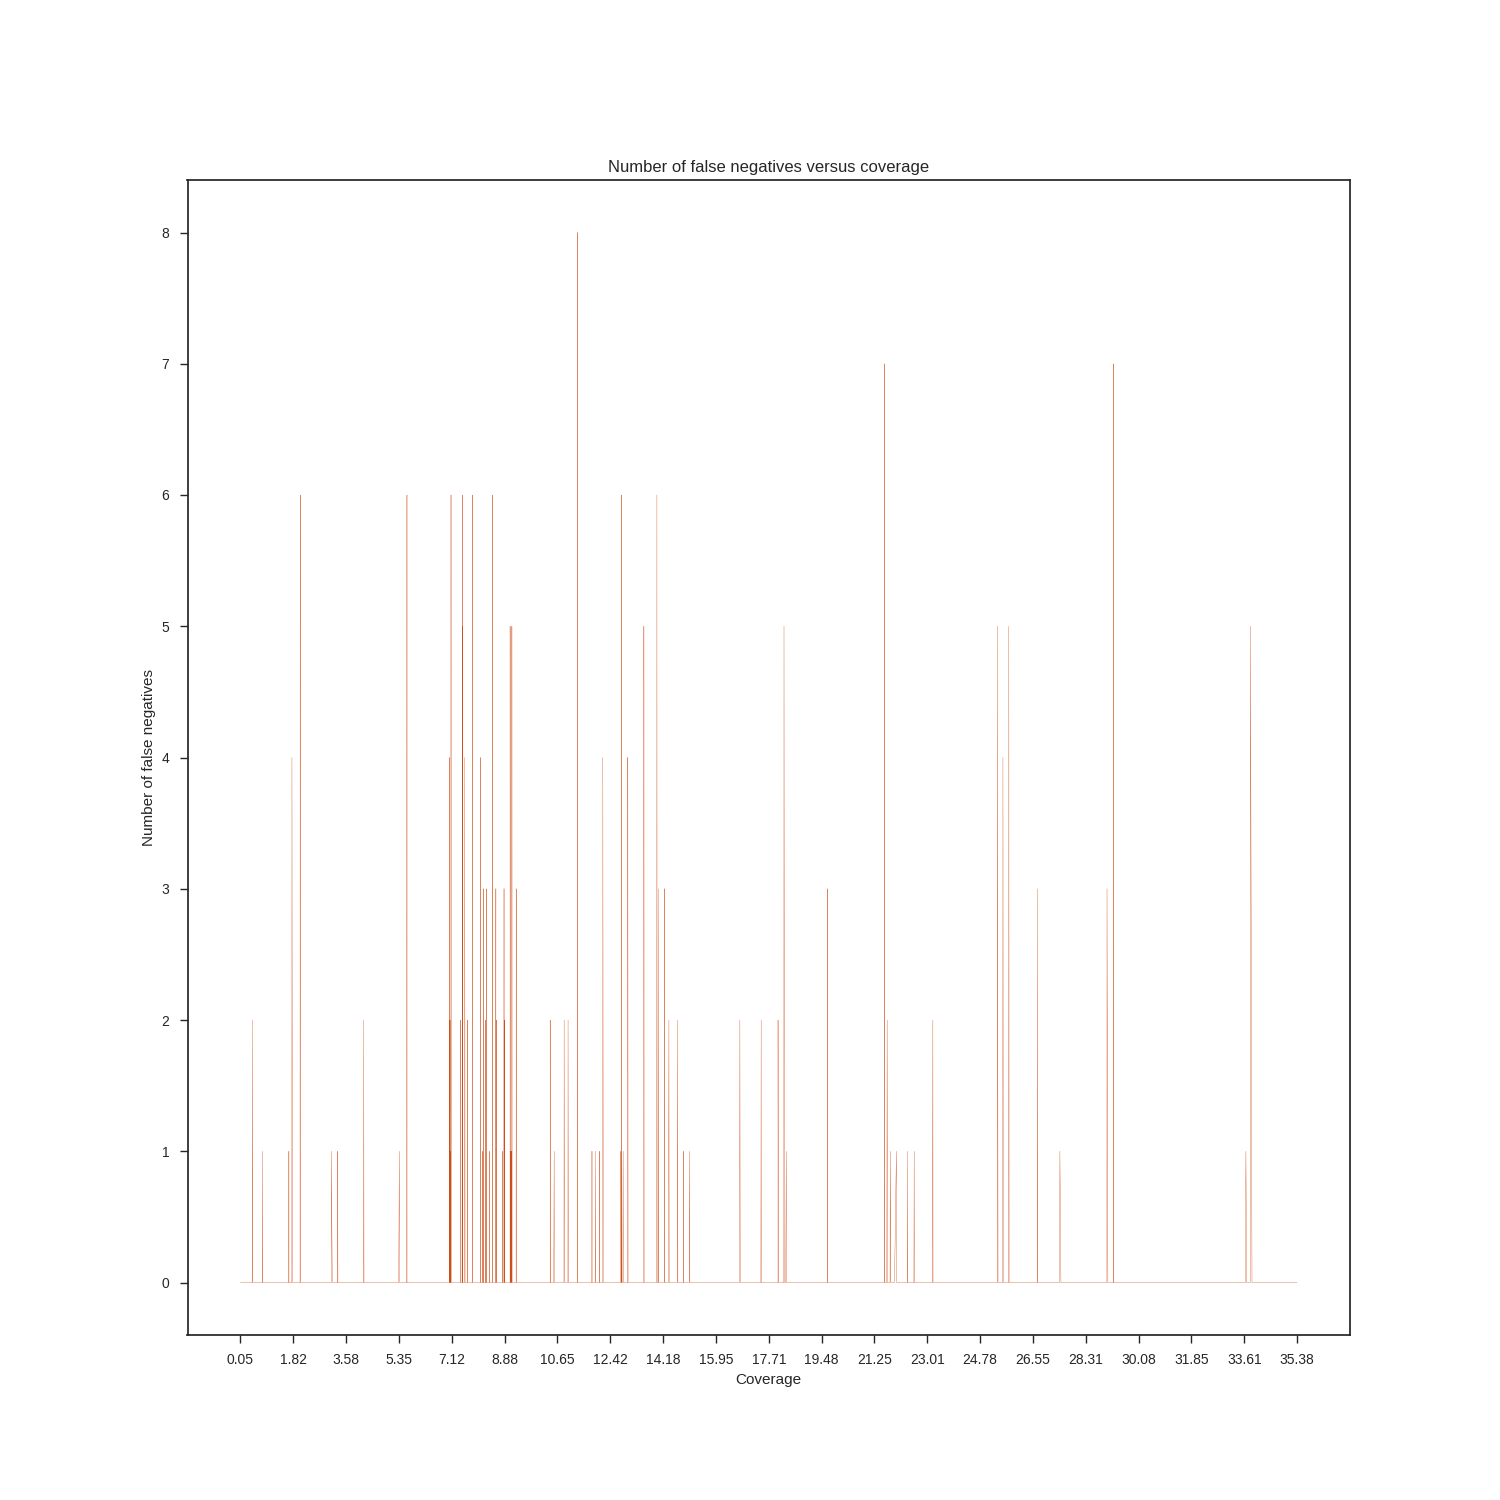 Number of false negatives versus coverage
8
7
6
5
4
3
2
1
0
Number of false negatives
0.05 1.82 3.58 5.35 7.12 8.88 10.65 12.42 14.18 15.95 17.71 19.48 21.25 23.01 24.78 26.55 28.31 30.08 31.85 33.61 35.38
Coverage